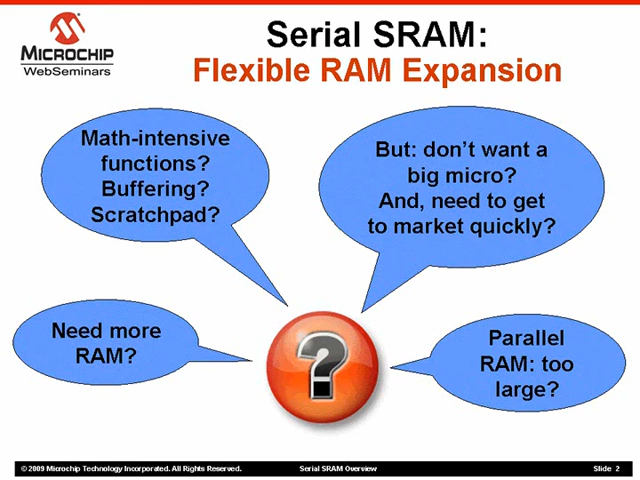 MICROCHIP
WebSeminars
Serial SRAM:
Flexible RAM Expansion
Math-intensive
functions?
Buffering?
Scratchpad?
But: don't want a
big micro?
And, need to get
to market quickly?
Need more
RAM?
?
Parallel
RAM: too
large?
© 2009 Microchip Technology Incorporated. All Rights Reserved.
Serial SRAM Overview
Slide 2